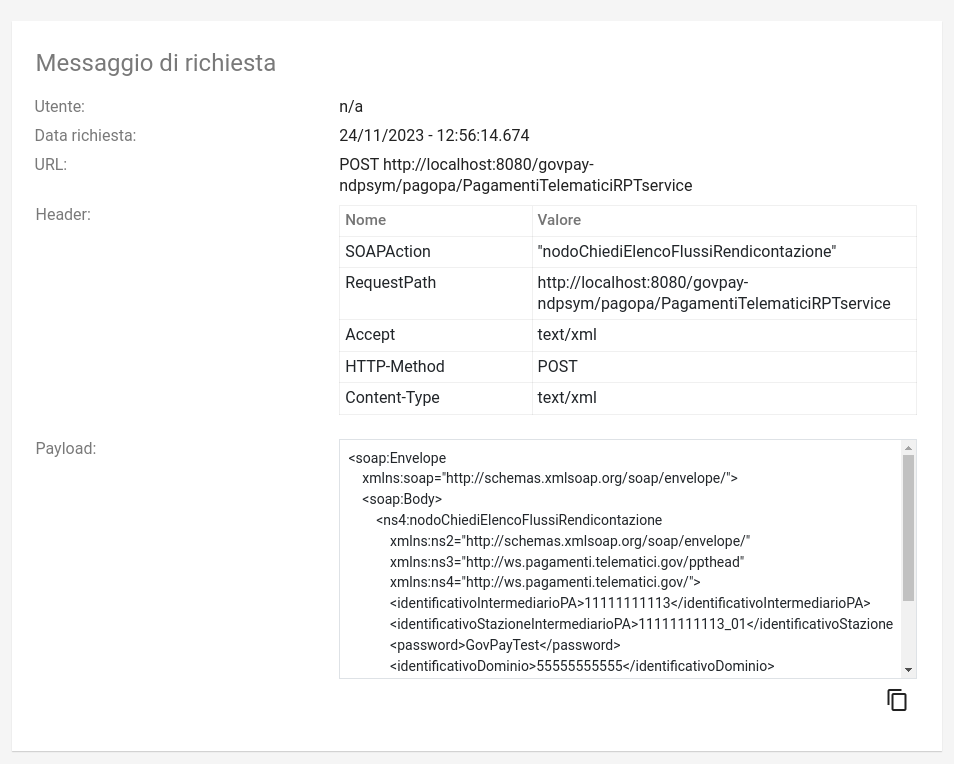 Messaggio di richiesta
Utente: n/a
Data richiesta: 24/11/2023 - 12:56:14.674
URL: POST http://localhost:8080/govpay-
ndpsym/pagopa/PagamentiTelematiciRPTservice
Header:
Nome Valore
SOAPAction "nodoChiediElencoFlussiRendicontazione"
RequestPath http://localhost:8080/govpay-
ndpsym/pagopa/PagamentiTelematiciRPTservice
Accept text/xml
HTTP-Method POST
Content-Type text/xml
Payload:
<soap:Envelope
xmlns:soap="http://schemas.xmlsoap.org/soap/envelope/">
<soap:Body>
<ns4:nodoChiediElencoFlussiRendicontazione
xmlns:ns2="http://schemas.xmlsoap.org/soap/envelope/"
xmlns:ns3="http://ws.pagamenti.telematici.gov/ppthead"
xmlns:ns4="http://ws.pagamenti.telematici.gov/">
<identificativoIntermediarioPA>11111111113</identificativoIntermediarioPA>
<identificativoStazioneIntermediarioPA>11111111113_01</identificativoStazione
<password>GovPayTest</password>
<identificativoDominio>55555555555</identificativoDominio>